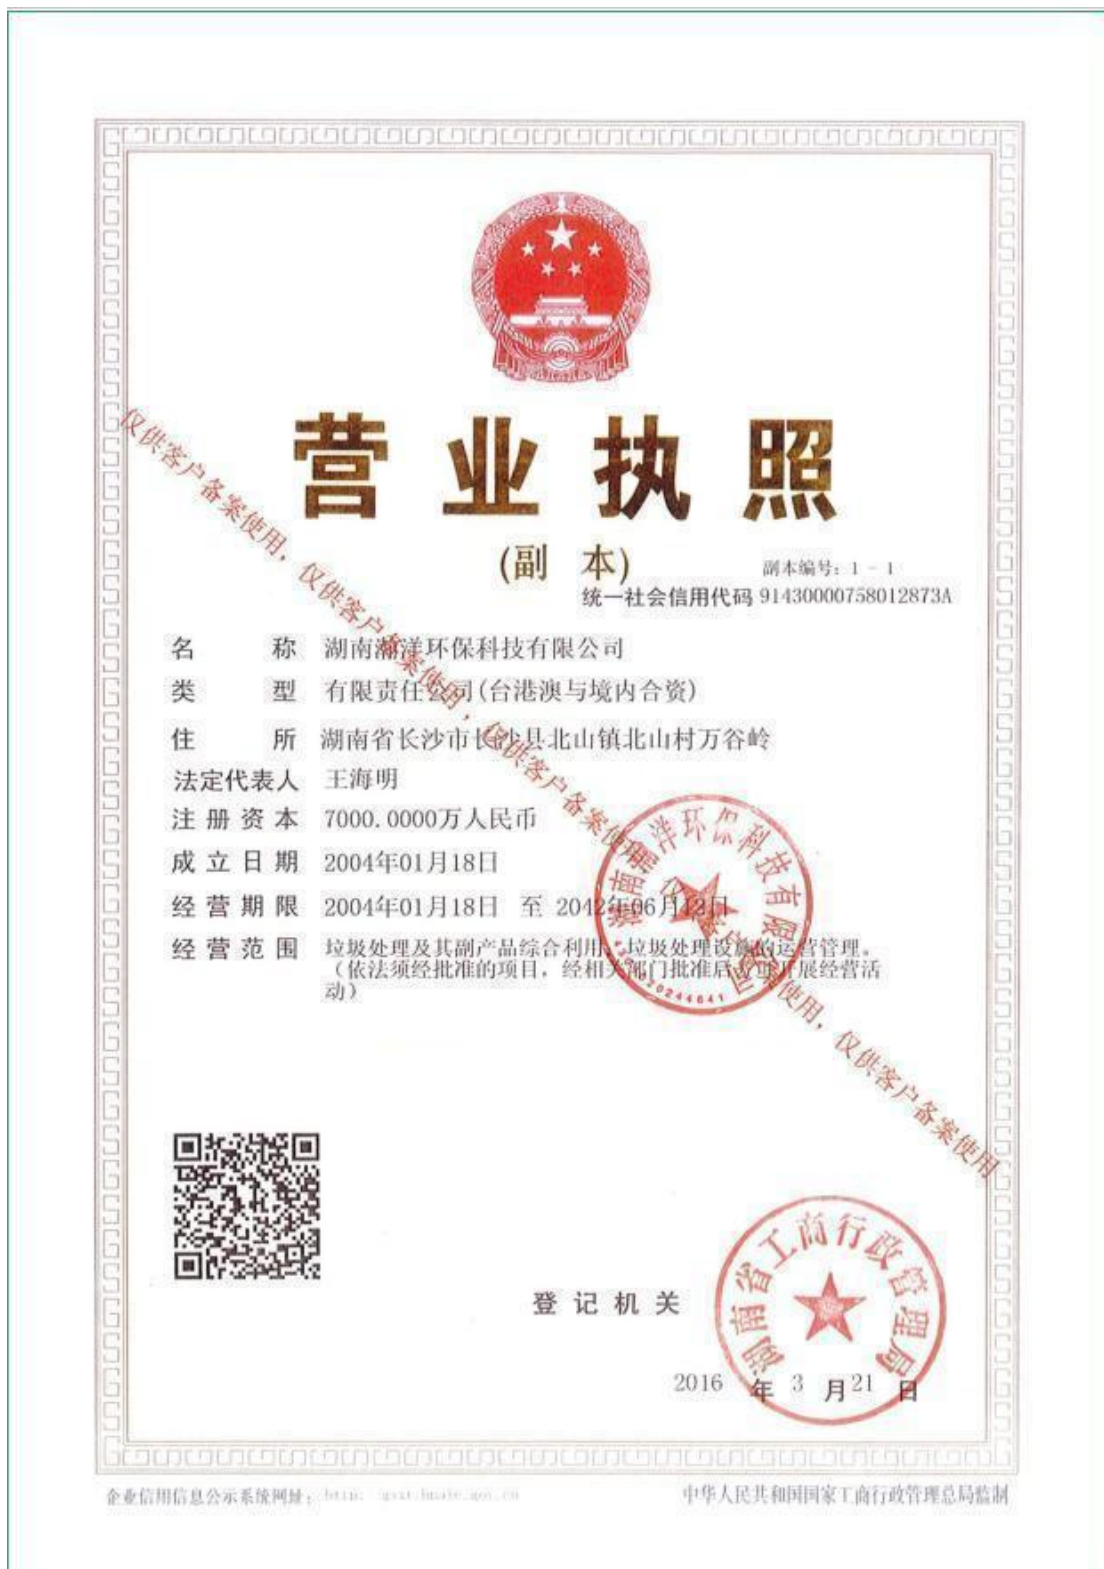 营业执照
(副 本)
副本编号：1 - 1
统一社会信用代码 91430000758012873A
名 称 湖南瀚洋环保科技有限公司
类 型 有限责任公司(台港澳与境内合资)
住 所 湖南省长沙市长沙县北山镇北山村万谷岭
法定代表人 王海明
注册资本 7000.0000万人民币
成立日期 2004年01月18日
经营期限 2004年01月18日 至 2042年06月12日
经营范围 垃圾处理及其副产品综合利用、垃圾处理设施的运营管理。
（依法须经批准的项目，经相关部门批准后方可开展经营活
动）
仅供客户备案使用，仅供客户备案使用，仅供客户备案使用，仅供客户备案使用，仅供客户备案使用
湖南瀚洋环保科技有限公司
登记机关
湖南省工商行政管理局
2016 年 3 月 21 日
企业信用信息公示系统网址：
中华人民共和国国家工商行政管理总局监制